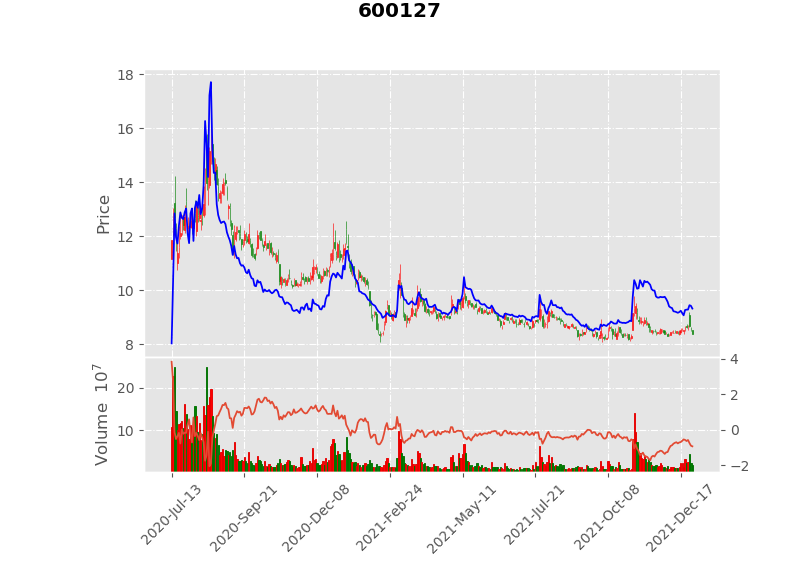 600127
18
16
14
12
10
8
Price
20
10
Volume 10^7
4
2
0
−2
2020-Jul-13
2020-Sep-21
2020-Dec-08
2021-Feb-24
2021-May-11
2021-Jul-21
2021-Oct-08
2021-Dec-17